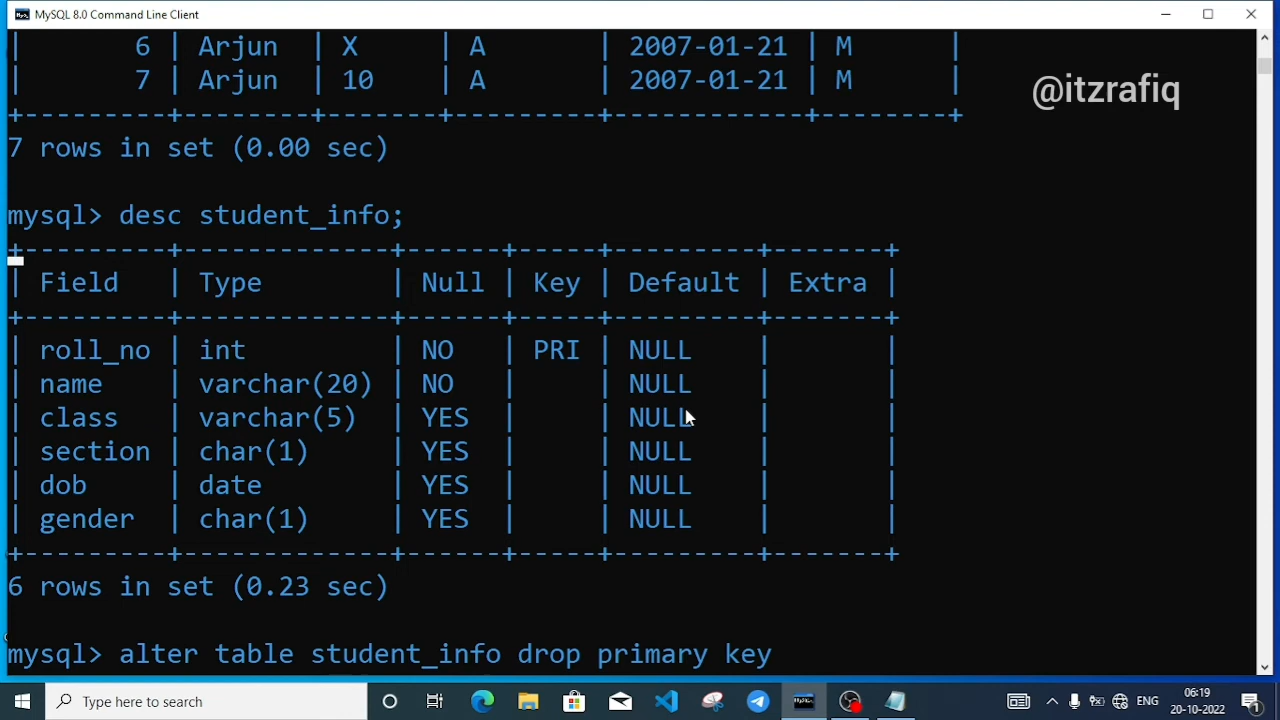 MySQL 8.0 Command Line Client
| 6 | Arjun | X | A | 2007-01-21 | M |
| 7 | Arjun | 10 | A | 2007-01-21 | M |
+---------+--------+-------+---------+------------+--------+
@itzrafiq
7 rows in set (0.00 sec)
mysql> desc student_info;
+---------+-------------+------+-----+---------+-------+
| Field | Type | Null | Key | Default | Extra |
+---------+-------------+------+-----+---------+-------+
| roll_no | int | NO | PRI | NULL | |
| name | varchar(20) | NO | | NULL | |
| class | varchar(5) | YES | | NULL | |
| section | char(1) | YES | | NULL | |
| dob | date | YES | | NULL | |
| gender | char(1) | YES | | NULL | |
+---------+-------------+------+-----+---------+-------+
6 rows in set (0.23 sec)
mysql> alter table student_info drop primary key
Type here to search
ENG
06:19
20-10-2022
1